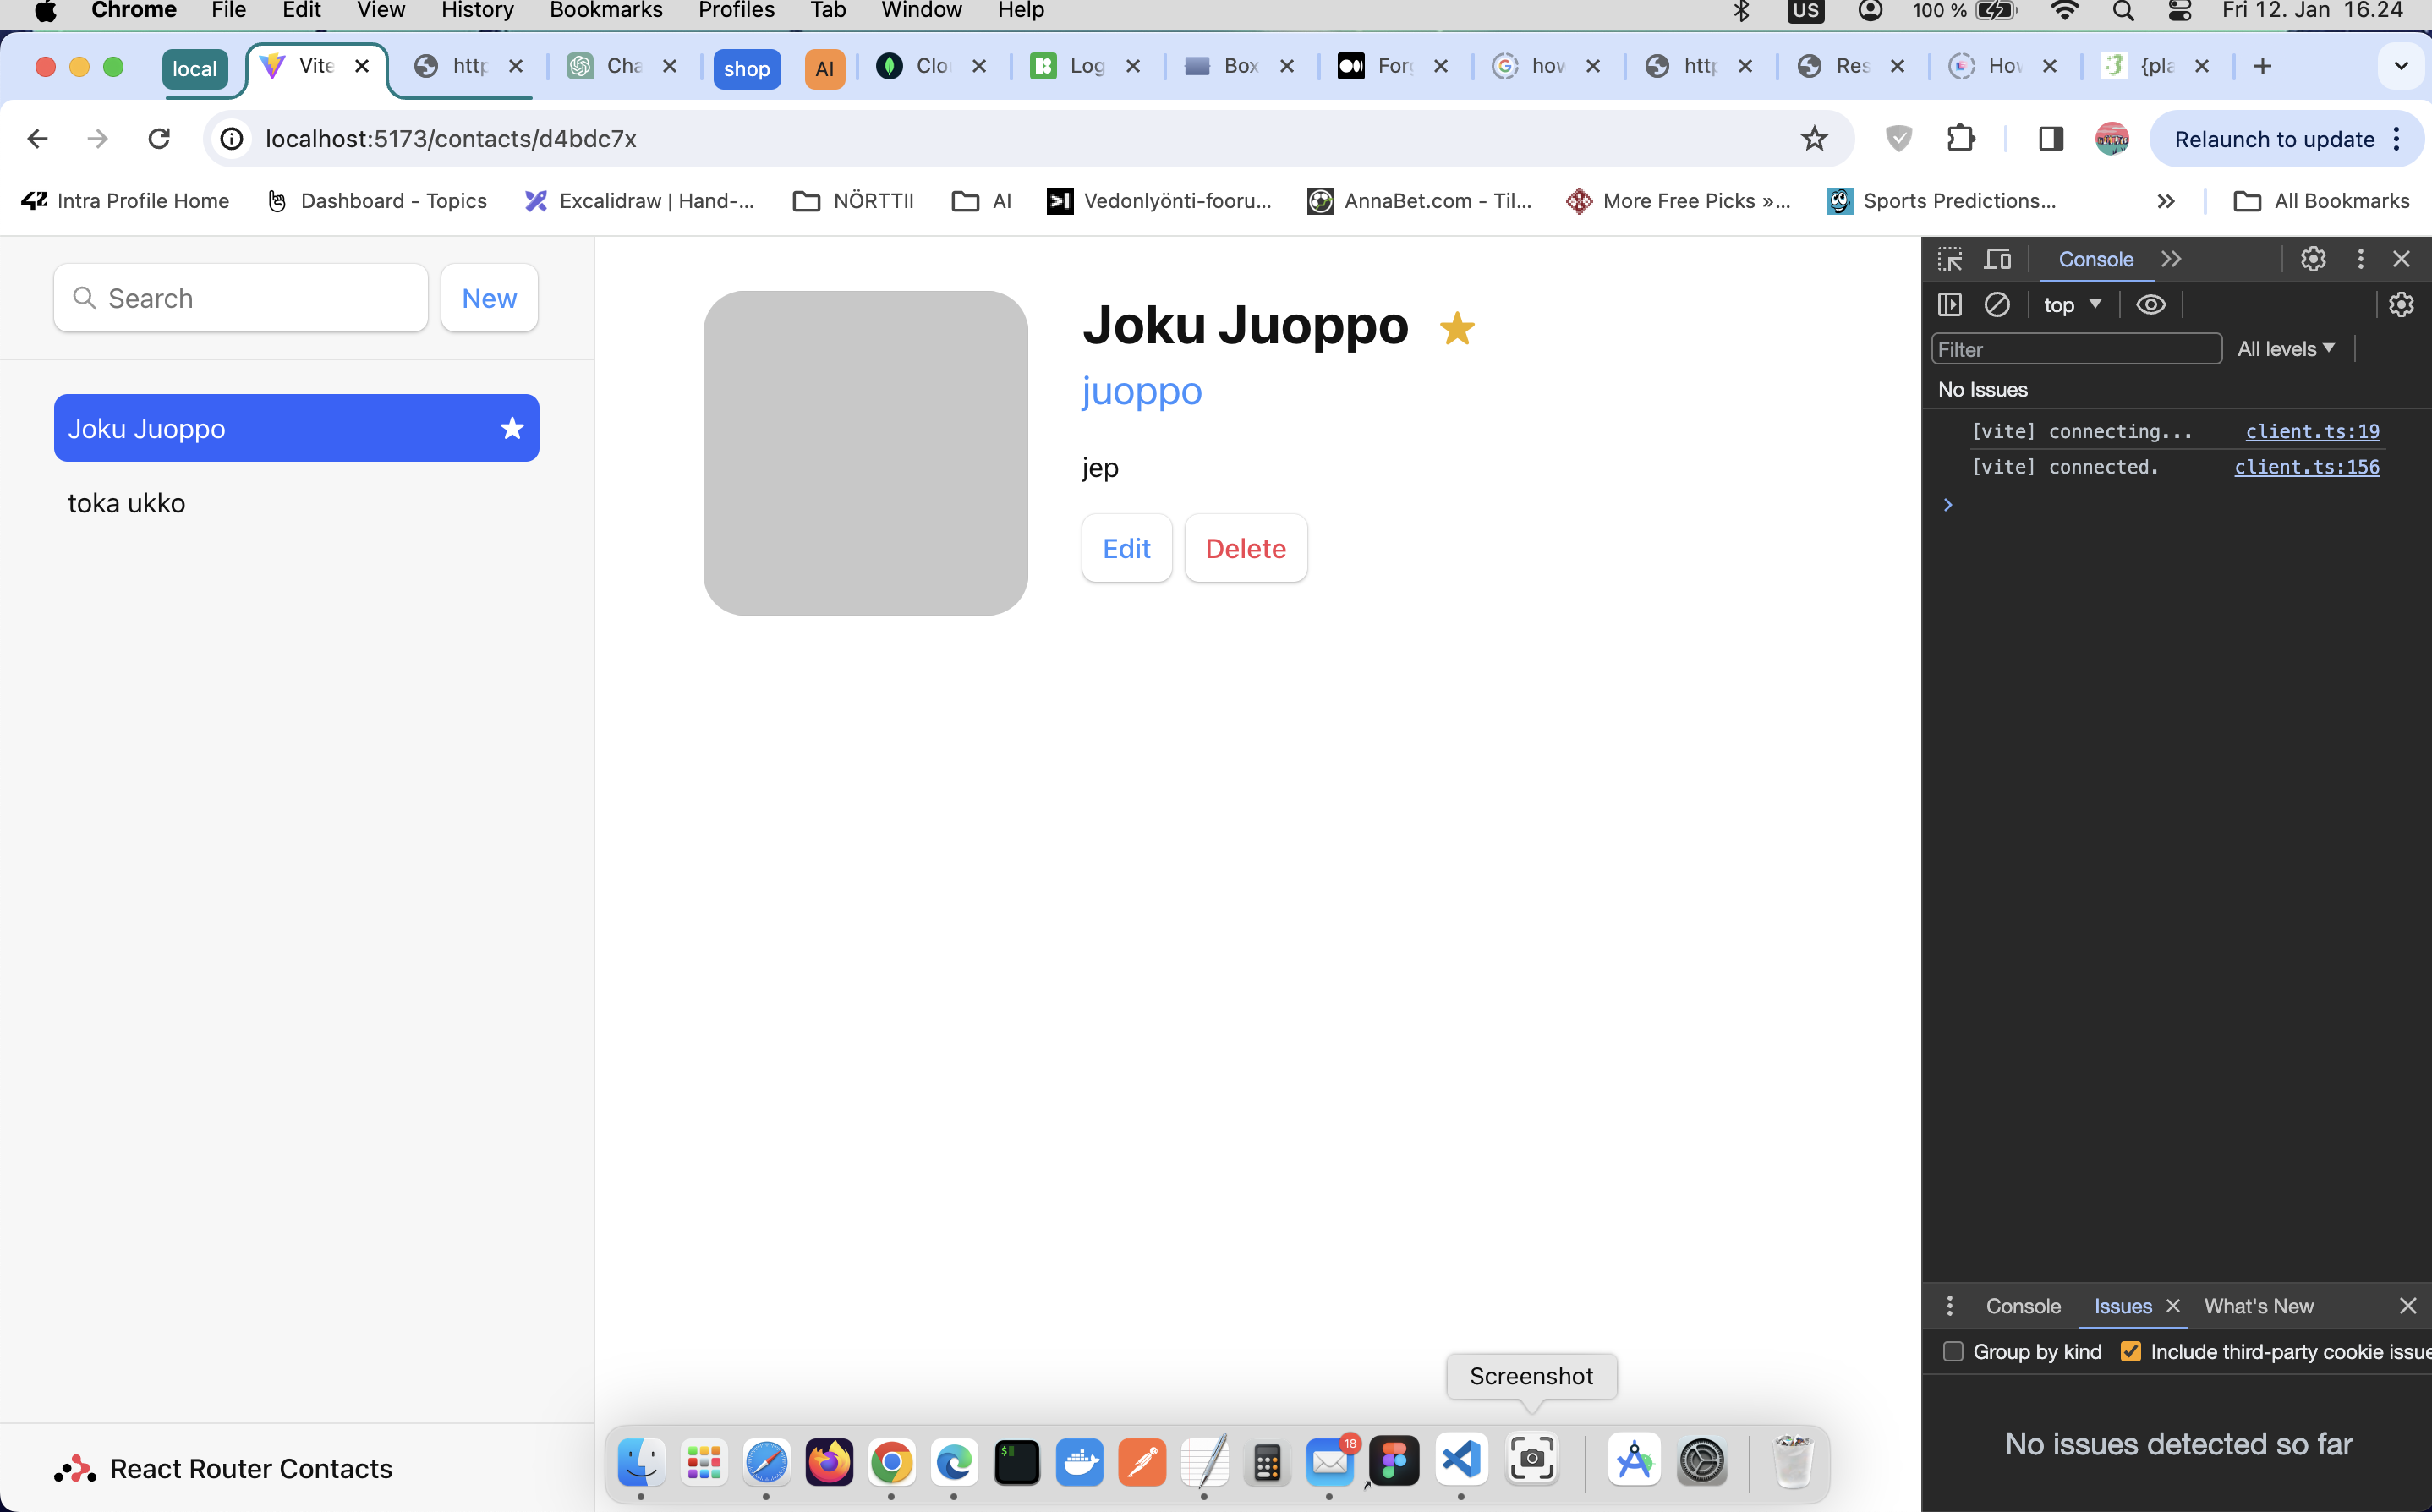 Chrome File Edit View History Bookmarks Profiles Tab Window Help US 100 % Fri 12. Jan 16.24
local Vite http Cha shop AI Clo Log Box Forg how http Res How {pla
localhost:5173/contacts/d4bdc7x Relaunch to update
Intra Profile Home Dashboard - Topics Excalidraw | Hand-... NÖRTTII AI Vedonlyönti-fooru... AnnaBet.com - Til... More Free Picks »... Sports Predictions... All Bookmarks
Search New
Joku Juoppo
toka ukko
React Router Contacts
Joku Juoppo
juoppo
jep
Edit Delete
Console
top
Filter All levels
No Issues
[vite] connecting... client.ts:19
[vite] connected. client.ts:156
Console Issues What's New
Group by kind Include third-party cookie issue
No issues detected so far
Screenshot
18